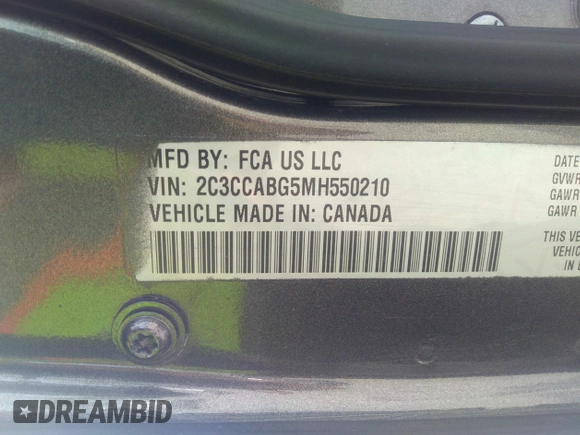 MFD BY: FCA US LLC
VIN: 2C3CCABG5MH550210
VEHICLE MADE IN: CANADA
DATE
GVWR
GAWR
GAWR
THIS VE
VEHICLE
IN
DREAMBID